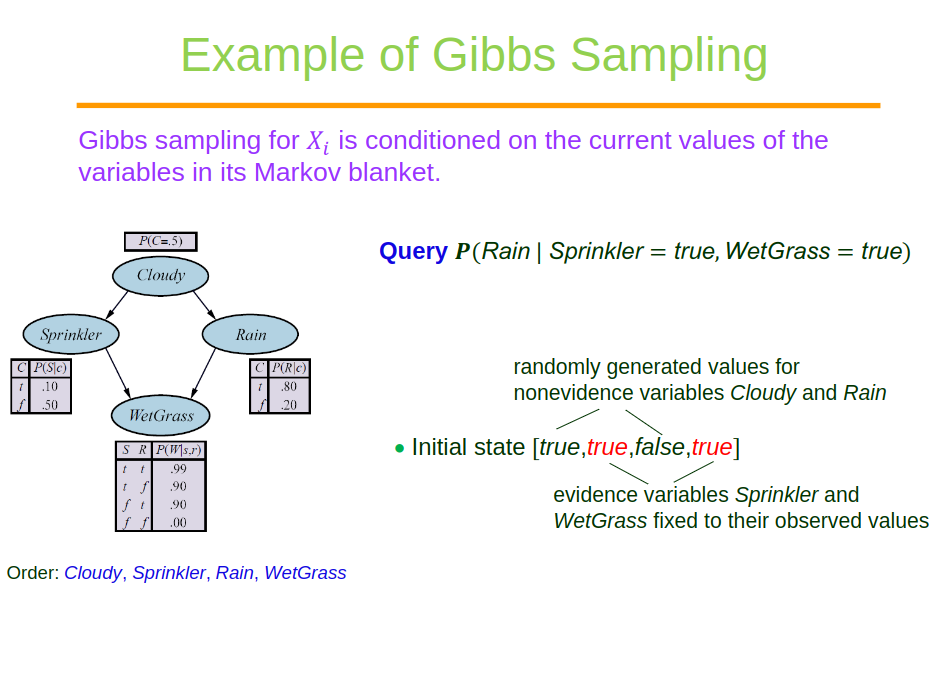 Example of Gibbs Sampling
Gibbs sampling for Xᵢ is conditioned on the current values of the
variables in its Markov blanket.
P(C=.5)
Cloudy
Sprinkler
Rain
C P(S|c)
t .10
f .50
C P(R|c)
t .80
f .20
WetGrass
S R P(W|s,r)
t t .99
t f .90
f t .90
f f .00
Order: Cloudy, Sprinkler, Rain, WetGrass
Query P(Rain | Sprinkler = true, WetGrass = true)
randomly generated values for
nonevidence variables Cloudy and Rain
• Initial state [true,true,false,true]
evidence variables Sprinkler and
WetGrass fixed to their observed values